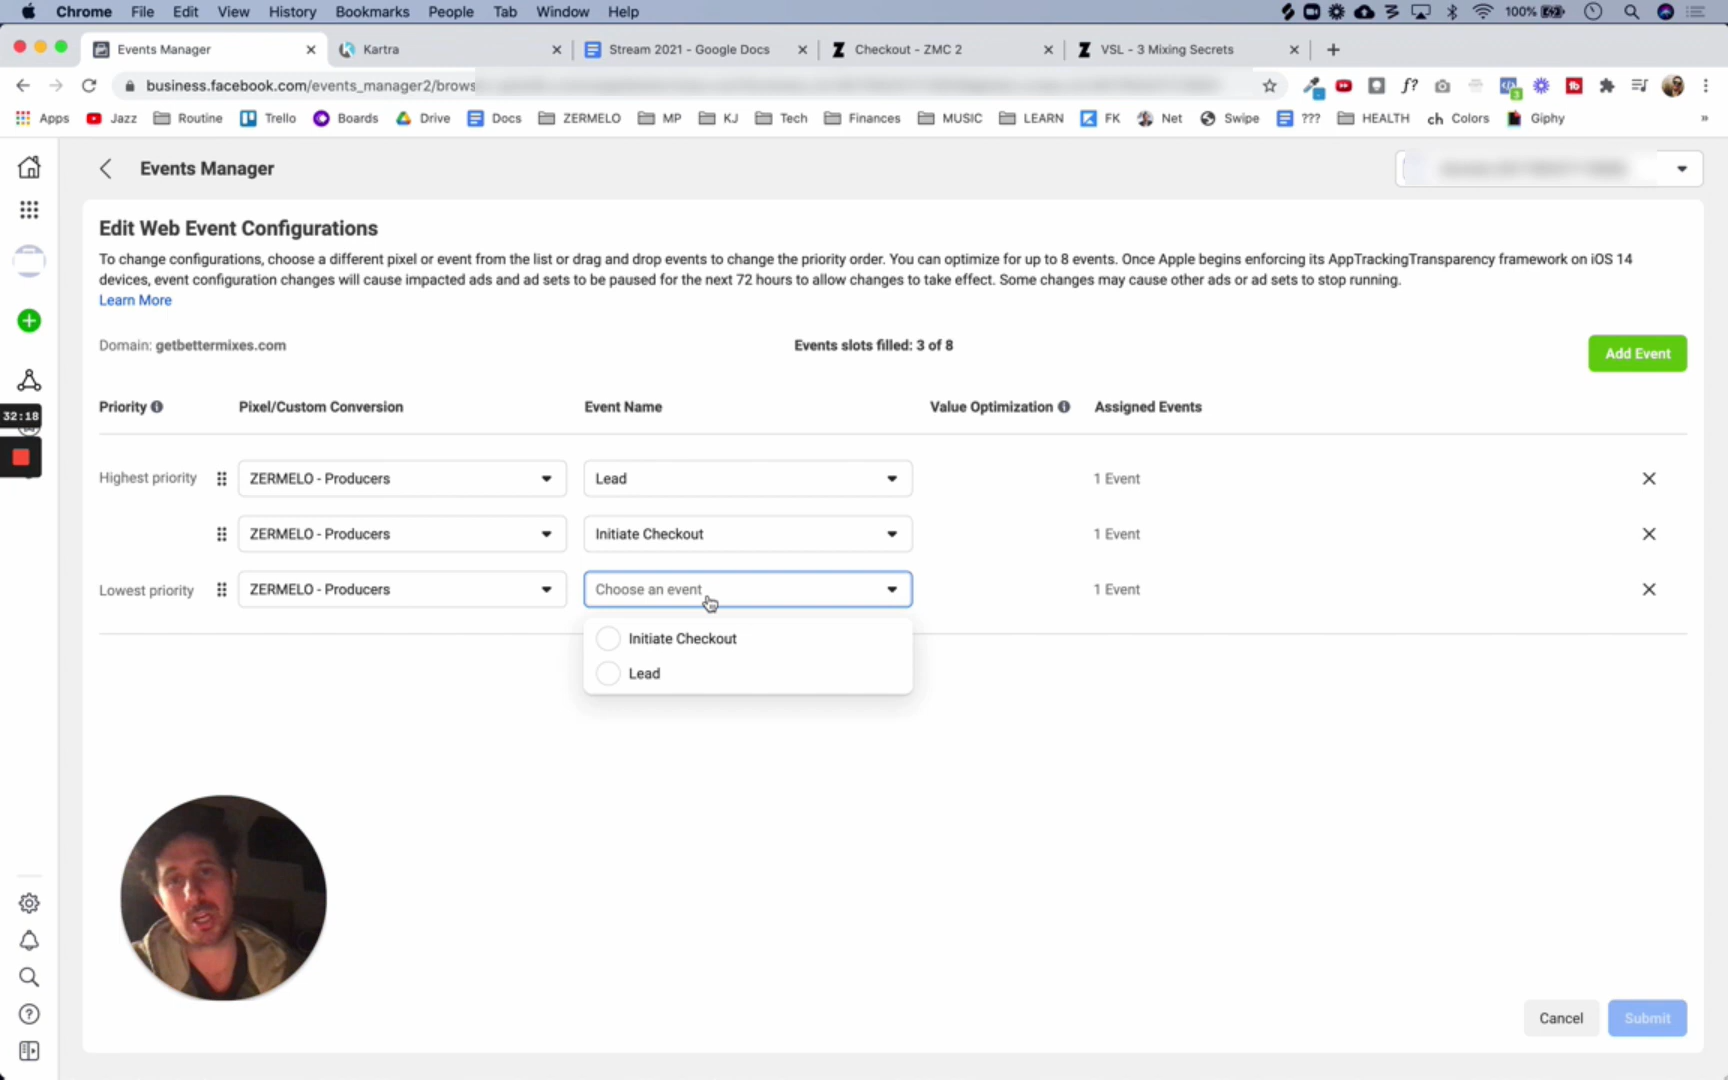 Chrome File Edit View History Bookmarks People Tab Window Help 100%
Events Manager Kartra Stream 2021 - Google Docs Checkout - ZMC 2 VSL - 3 Mixing Secrets
business.facebook.com/events_manager2/brows
Apps Jazz Routine Trello Boards Drive Docs ZERMELO MP KJ Tech Finances MUSIC LEARN FK Net Swipe ??? HEALTH ch Colors Giphy »
Events Manager
Edit Web Event Configurations
To change configurations, choose a different pixel or event from the list or drag and drop events to change the priority order. You can optimize for up to 8 events. Once Apple begins enforcing its AppTrackingTransparency framework on iOS 14
devices, event configuration changes will cause impacted ads and ad sets to be paused for the next 72 hours to allow changes to take effect. Some changes may cause other ads or ad sets to stop running.
Learn More
Domain: getbettermixes.com Events slots filled: 3 of 8 Add Event
Priority Pixel/Custom Conversion Event Name Value Optimization Assigned Events
32:18
Highest priority ZERMELO - Producers Lead 1 Event
ZERMELO - Producers Initiate Checkout 1 Event
Lowest priority ZERMELO - Producers Choose an event 1 Event
Initiate Checkout
Lead
Cancel Submit